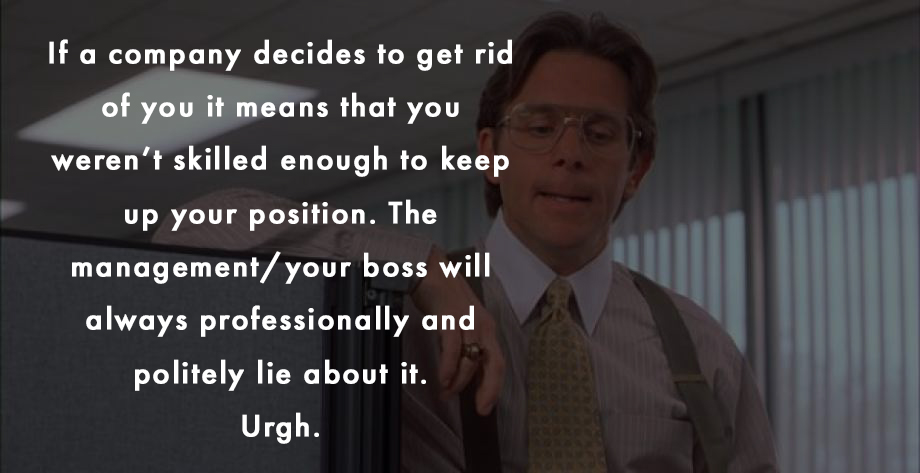 If a company decides to get rid
of you it means that you
weren’t skilled enough to keep
up your position. The
management/your boss will
always professionally and
politely lie about it.
Urgh.